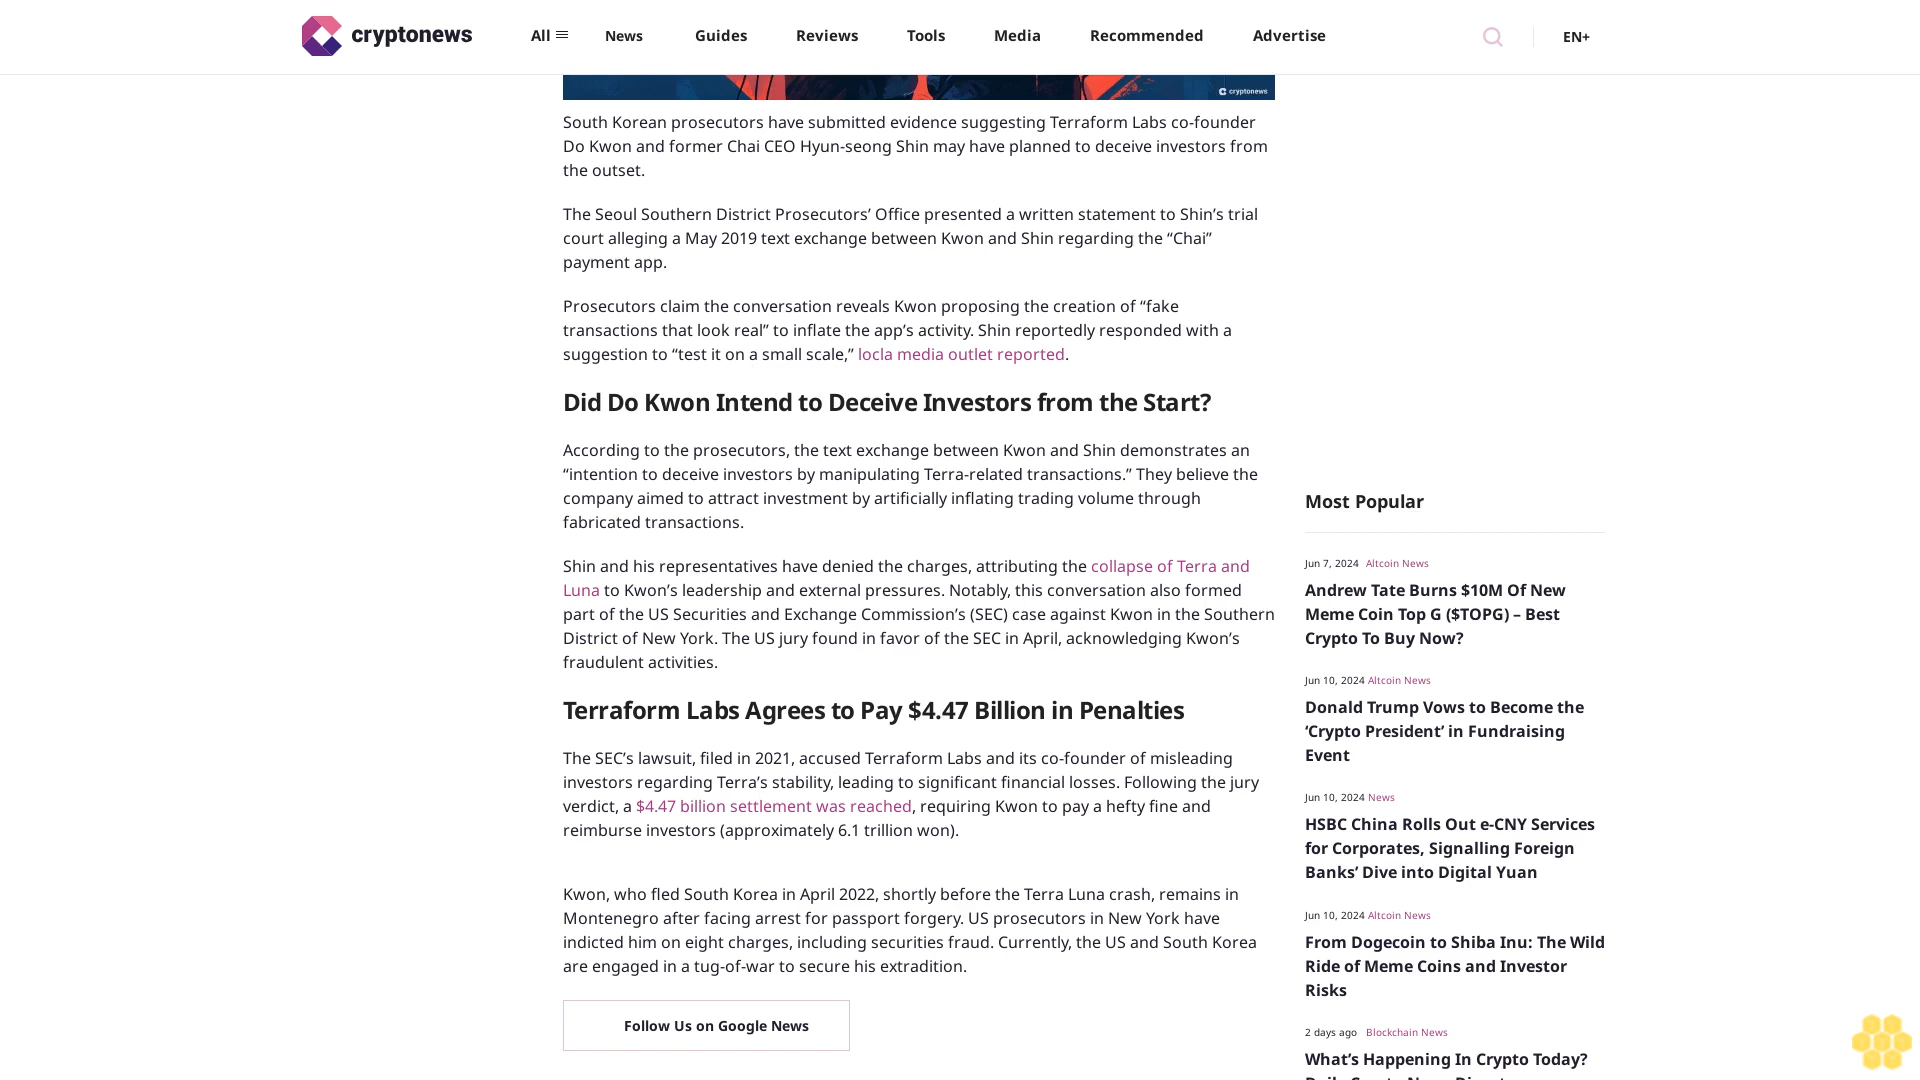 cryptonews
All
News
Guides
Reviews
Tools
Media
Recommended
Advertise
EN+
cryptonews
South Korean prosecutors have submitted evidence suggesting Terraform Labs co-founder
Do Kwon and former Chai CEO Hyun-seong Shin may have planned to deceive investors from
the outset.
The Seoul Southern District Prosecutors’ Office presented a written statement to Shin’s trial
court alleging a May 2019 text exchange between Kwon and Shin regarding the “Chai”
payment app.
Prosecutors claim the conversation reveals Kwon proposing the creation of “fake
transactions that look real” to inflate the app’s activity. Shin reportedly responded with a
suggestion to “test it on a small scale,” locla media outlet reported.
Did Do Kwon Intend to Deceive Investors from the Start?
According to the prosecutors, the text exchange between Kwon and Shin demonstrates an
“intention to deceive investors by manipulating Terra-related transactions.” They believe the
company aimed to attract investment by artificially inflating trading volume through
fabricated transactions.
Shin and his representatives have denied the charges, attributing the collapse of Terra and
Luna to Kwon’s leadership and external pressures. Notably, this conversation also formed
part of the US Securities and Exchange Commission’s (SEC) case against Kwon in the Southern
District of New York. The US jury found in favor of the SEC in April, acknowledging Kwon’s
fraudulent activities.
Terraform Labs Agrees to Pay $4.47 Billion in Penalties
The SEC’s lawsuit, filed in 2021, accused Terraform Labs and its co-founder of misleading
investors regarding Terra’s stability, leading to significant financial losses. Following the jury
verdict, a $4.47 billion settlement was reached, requiring Kwon to pay a hefty fine and
reimburse investors (approximately 6.1 trillion won).
Kwon, who fled South Korea in April 2022, shortly before the Terra Luna crash, remains in
Montenegro after facing arrest for passport forgery. US prosecutors in New York have
indicted him on eight charges, including securities fraud. Currently, the US and South Korea
are engaged in a tug-of-war to secure his extradition.
Follow Us on Google News
Most Popular
Jun 7, 2024 Altcoin News
Andrew Tate Burns $10M Of New
Meme Coin Top G ($TOPG) – Best
Crypto To Buy Now?
Jun 10, 2024 Altcoin News
Donald Trump Vows to Become the
‘Crypto President’ in Fundraising
Event
Jun 10, 2024 News
HSBC China Rolls Out e-CNY Services
for Corporates, Signalling Foreign
Banks’ Dive into Digital Yuan
Jun 10, 2024 Altcoin News
From Dogecoin to Shiba Inu: The Wild
Ride of Meme Coins and Investor
Risks
2 days ago Blockchain News
What’s Happening In Crypto Today?